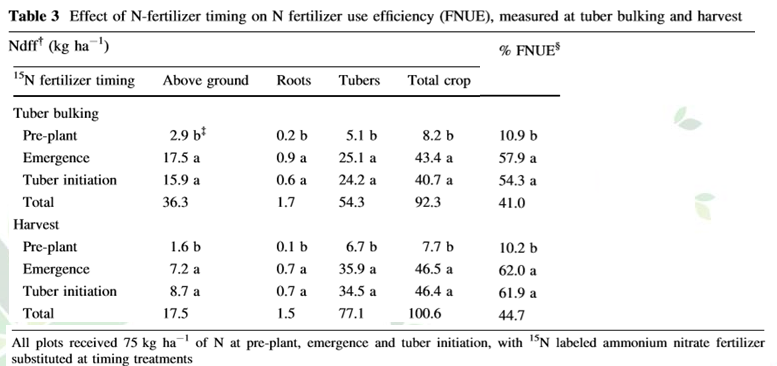 Table 3 Effect of N-fertilizer timing on N fertilizer use efficiency (FNUE), measured at tuber bulking and harvest
Ndff† (kg ha−1) % FNUE§
15N fertilizer timing Above ground Roots Tubers Total crop
Tuber bulking
Pre-plant 2.9 b‡ 0.2 b 5.1 b 8.2 b 10.9 b
Emergence 17.5 a 0.9 a 25.1 a 43.4 a 57.9 a
Tuber initiation 15.9 a 0.6 a 24.2 a 40.7 a 54.3 a
Total 36.3 1.7 54.3 92.3 41.0
Harvest
Pre-plant 1.6 b 0.1 b 6.7 b 7.7 b 10.2 b
Emergence 7.2 a 0.7 a 35.9 a 46.5 a 62.0 a
Tuber initiation 8.7 a 0.7 a 34.5 a 46.4 a 61.9 a
Total 17.5 1.5 77.1 100.6 44.7
All plots received 75 kg ha−1 of N at pre-plant, emergence and tuber initiation, with 15N labeled ammonium nitrate fertilizer
substituted at timing treatments